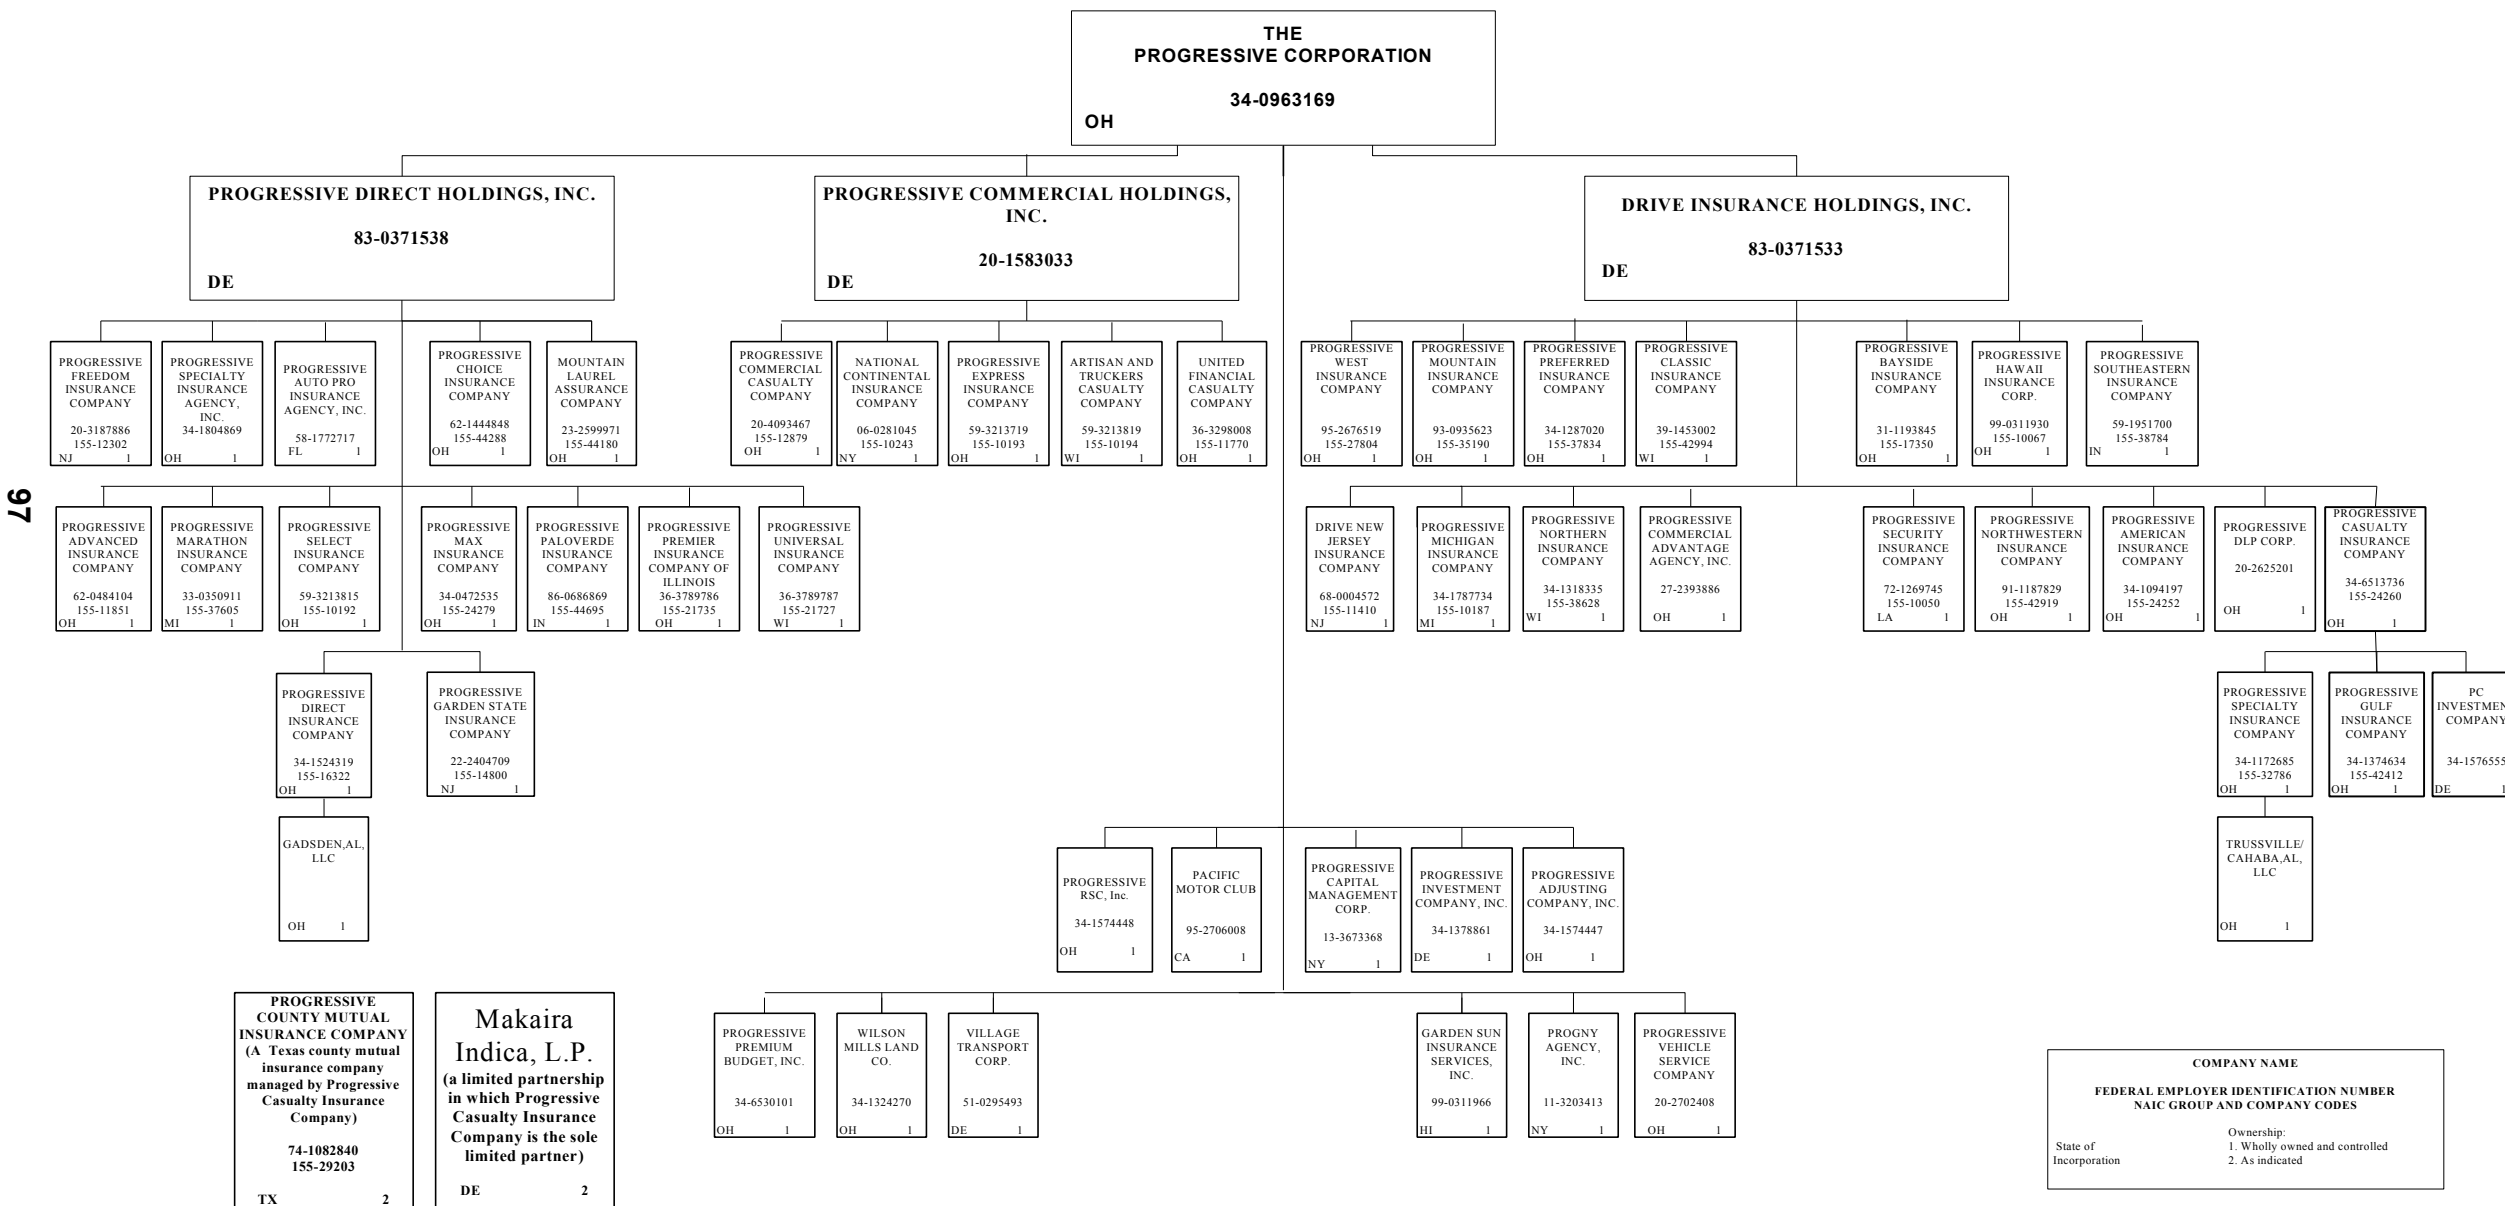 THE
PROGRESSIVE CORPORATION
34-0963169
OH
PROGRESSIVE DIRECT HOLDINGS, INC.
83-0371538
DE
PROGRESSIVE COMMERCIAL HOLDINGS,
INC.
20-1583033
DE
DRIVE INSURANCE HOLDINGS, INC.
83-0371533
DE
PROGRESSIVE
FREEDOM
INSURANCE
COMPANY
20-3187886
155-12302
NJ 1
PROGRESSIVE
SPECIALTY
INSURANCE
AGENCY,
INC.
34-1804869
OH 1
PROGRESSIVE
AUTO PRO
INSURANCE
AGENCY, INC.
58-1772717
FL 1
PROGRESSIVE
CHOICE
INSURANCE
COMPANY
62-1444848
155-44288
OH 1
MOUNTAIN
LAUREL
ASSURANCE
COMPANY
23-2599971
155-44180
OH 1
PROGRESSIVE
COMMERCIAL
CASUALTY
COMPANY
20-4093467
155-12879
OH 1
NATIONAL
CONTINENTAL
INSURANCE
COMPANY
06-0281045
155-10243
NY 1
PROGRESSIVE
EXPRESS
INSURANCE
COMPANY
59-3213719
155-10193
OH 1
ARTISAN AND
TRUCKERS
CASUALTY
COMPANY
59-3213819
155-10194
WI 1
UNITED
FINANCIAL
CASUALTY
COMPANY
36-3298008
155-11770
OH 1
PROGRESSIVE
WEST
INSURANCE
COMPANY
95-2676519
155-27804
OH 1
PROGRESSIVE
MOUNTAIN
INSURANCE
COMPANY
93-0935623
155-35190
OH 1
PROGRESSIVE
PREFERRED
INSURANCE
COMPANY
34-1287020
155-37834
OH 1
PROGRESSIVE
CLASSIC
INSURANCE
COMPANY
39-1453002
155-42994
WI 1
PROGRESSIVE
BAYSIDE
INSURANCE
COMPANY
31-1193845
155-17350
OH 1
PROGRESSIVE
HAWAII
INSURANCE
CORP.
99-0311930
155-10067
OH 1
PROGRESSIVE
SOUTHEASTERN
INSURANCE
COMPANY
59-1951700
155-38784
IN 1
97
PROGRESSIVE
ADVANCED
INSURANCE
COMPANY
62-0484104
155-11851
OH 1
PROGRESSIVE
MARATHON
INSURANCE
COMPANY
33-0350911
155-37605
MI 1
PROGRESSIVE
SELECT
INSURANCE
COMPANY
59-3213815
155-10192
OH 1
PROGRESSIVE
MAX
INSURANCE
COMPANY
34-0472535
155-24279
OH 1
PROGRESSIVE
PALOVERDE
INSURANCE
COMPANY
86-0686869
155-44695
IN 1
PROGRESSIVE
PREMIER
INSURANCE
COMPANY OF
ILLINOIS
36-3789786
155-21735
OH 1
PROGRESSIVE
UNIVERSAL
INSURANCE
COMPANY
36-3789787
155-21727
WI 1
DRIVE NEW
JERSEY
INSURANCE
COMPANY
68-0004572
155-11410
NJ 1
PROGRESSIVE
MICHIGAN
INSURANCE
COMPANY
34-1787734
155-10187
MI 1
PROGRESSIVE
NORTHERN
INSURANCE
COMPANY
34-1318335
155-38628
WI 1
PROGRESSIVE
COMMERCIAL
ADVANTAGE
AGENCY, INC.
27-2393886
OH 1
PROGRESSIVE
SECURITY
INSURANCE
COMPANY
72-1269745
155-10050
LA 1
PROGRESSIVE
NORTHWESTERN
INSURANCE
COMPANY
91-1187829
155-42919
OH 1
PROGRESSIVE
AMERICAN
INSURANCE
COMPANY
34-1094197
155-24252
OH 1
PROGRESSIVE
DLP CORP.
20-2625201
OH 1
PROGRESSIVE
CASUALTY
INSURANCE
COMPANY
34-6513736
155-24260
OH 1
PROGRESSIVE
DIRECT
INSURANCE
COMPANY
34-1524319
155-16322
OH 1
PROGRESSIVE
GARDEN STATE
INSURANCE
COMPANY
22-2404709
155-14800
NJ 1
PROGRESSIVE
SPECIALTY
INSURANCE
COMPANY
34-1172685
155-32786
OH 1
PROGRESSIVE
GULF
INSURANCE
COMPANY
34-1374634
155-42412
OH 1
PC
INVESTMEN
COMPANY
34-1576555
DE 1
GADSDEN,AL,
LLC
OH 1
TRUSSVILLE/
CAHABA,AL,
LLC
OH 1
PROGRESSIVE
RSC, Inc.
34-1574448
OH 1
PACIFIC
MOTOR CLUB
95-2706008
CA 1
PROGRESSIVE
CAPITAL
MANAGEMENT
CORP.
13-3673368
NY 1
PROGRESSIVE
INVESTMENT
COMPANY, INC.
34-1378861
DE 1
PROGRESSIVE
ADJUSTING
COMPANY, INC.
34-1574447
OH 1
PROGRESSIVE
COUNTY MUTUAL
INSURANCE COMPANY
(A Texas county mutual
insurance company
managed by Progressive
Casualty Insurance
Company)
74-1082840
155-29203
TX 2
Makaira
Indica, L.P.
(a limited partnership
in which Progressive
Casualty Insurance
Company is the sole
limited partner)
DE 2
PROGRESSIVE
PREMIUM
BUDGET, INC.
34-6530101
OH 1
WILSON
MILLS LAND
CO.
34-1324270
OH 1
VILLAGE
TRANSPORT
CORP.
51-0295493
DE 1
GARDEN SUN
INSURANCE
SERVICES,
INC.
99-0311966
HI 1
PROGNY
AGENCY,
INC.
11-3203413
NY 1
PROGRESSIVE
VEHICLE
SERVICE
COMPANY
20-2702408
OH 1
COMPANY NAME
FEDERAL EMPLOYER IDENTIFICATION NUMBER
NAIC GROUP AND COMPANY CODES
State of
Incorporation
Ownership:
1. Wholly owned and controlled
2. As indicated